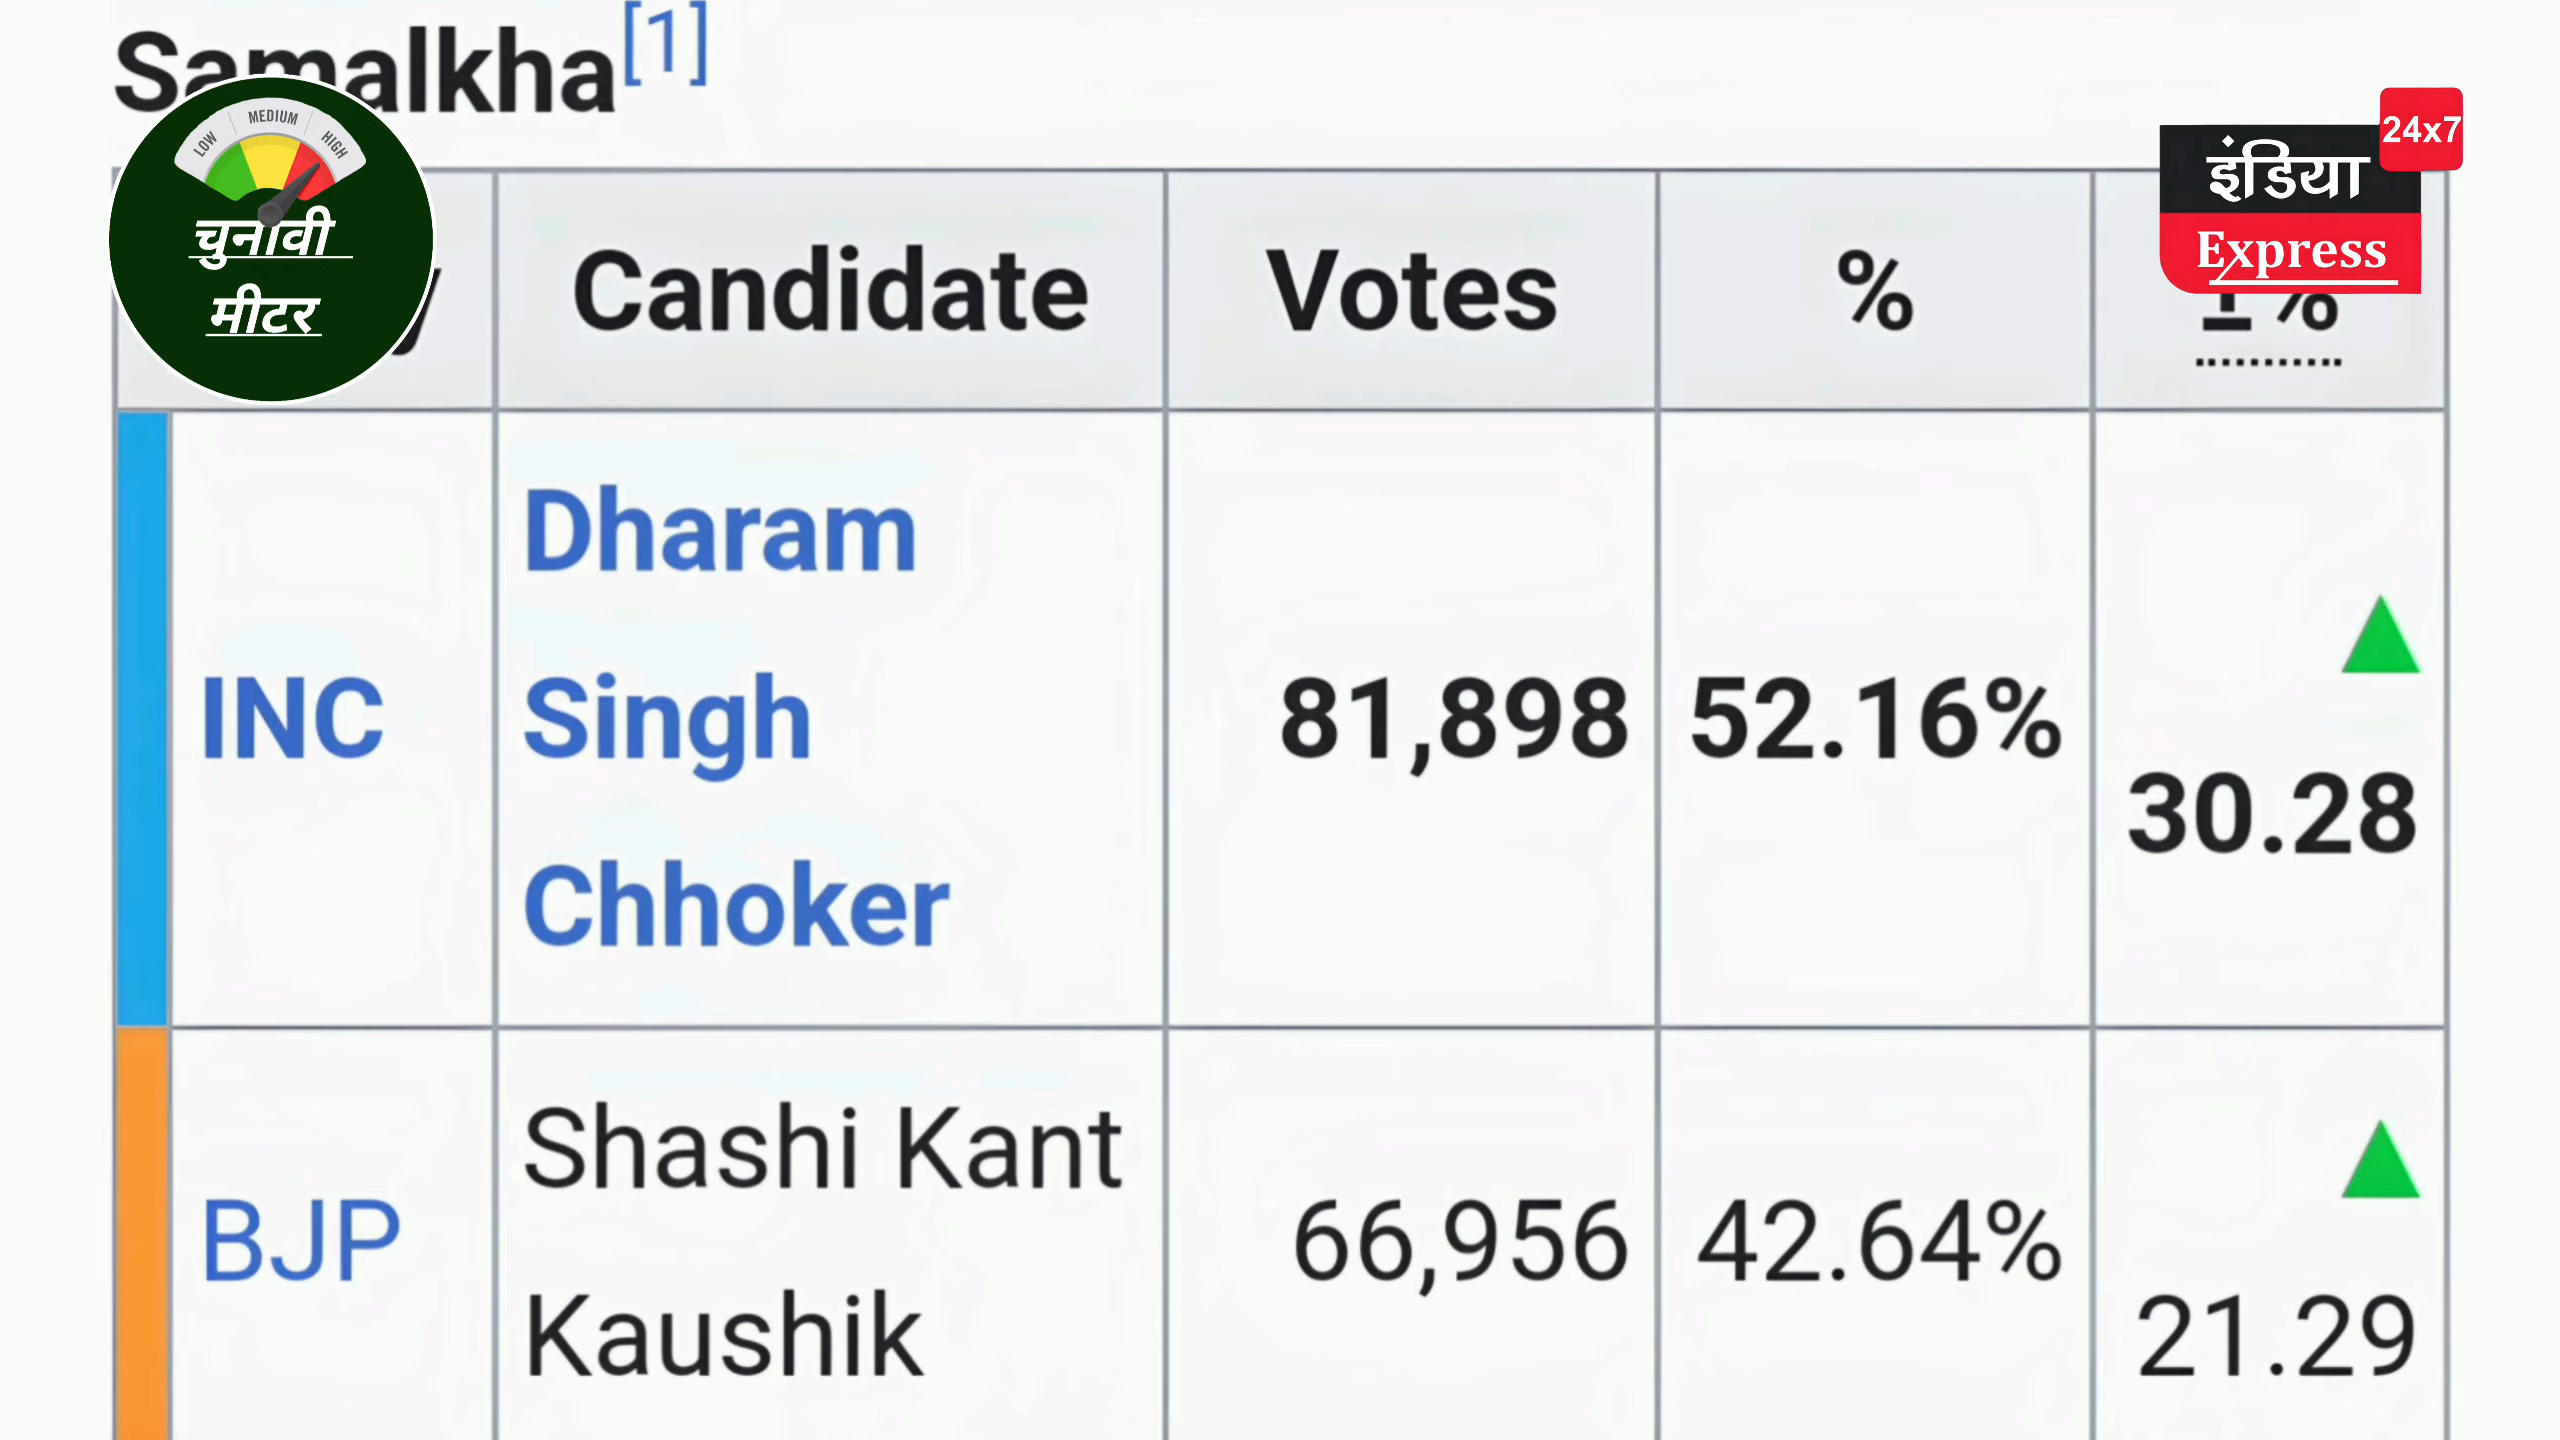 Samalkha[1]
LOW MEDIUM HIGH
चुनावी
मीटर
24x7
इंडिया
Express
Candidate Votes % ±%
INC Dharam Singh Chhoker 81,898 52.16% ▲ 30.28
BJP Shashi Kant Kaushik 66,956 42.64% ▲ 21.29